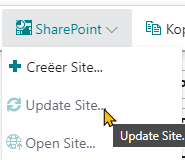 SharePoint
Kop
Creëer Site...
Update Site...
Update Site.
Open Site...